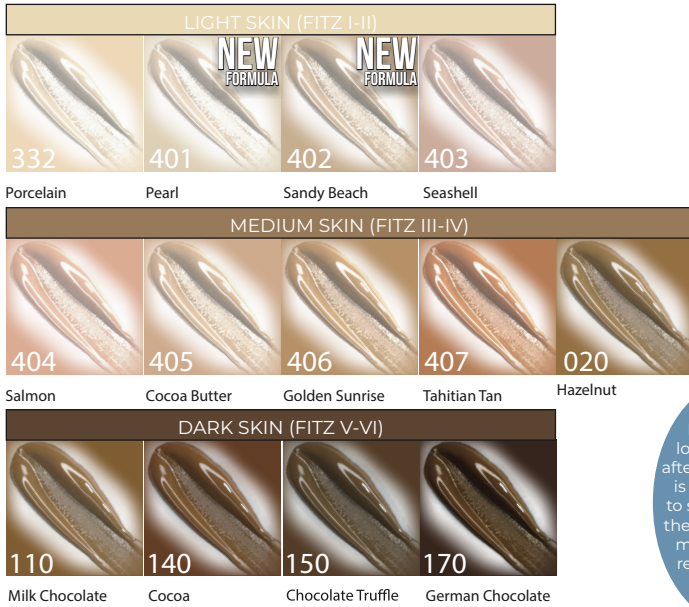 LIGHT SKIN (FITZ I-II)
NEW
FORMULA
NEW
FORMULA
332
401
402
403
Porcelain
Pearl
Sandy Beach
Seashell
MEDIUM SKIN (FITZ III-IV)
404
405
406
407
020
Salmon
Cocoa Butter
Golden Sunrise
Tahitian Tan
Hazelnut
DARK SKIN (FITZ V-VI)
110
140
150
170
Milk Chocolate
Cocoa
Chocolate Truffle
German Chocolate
is